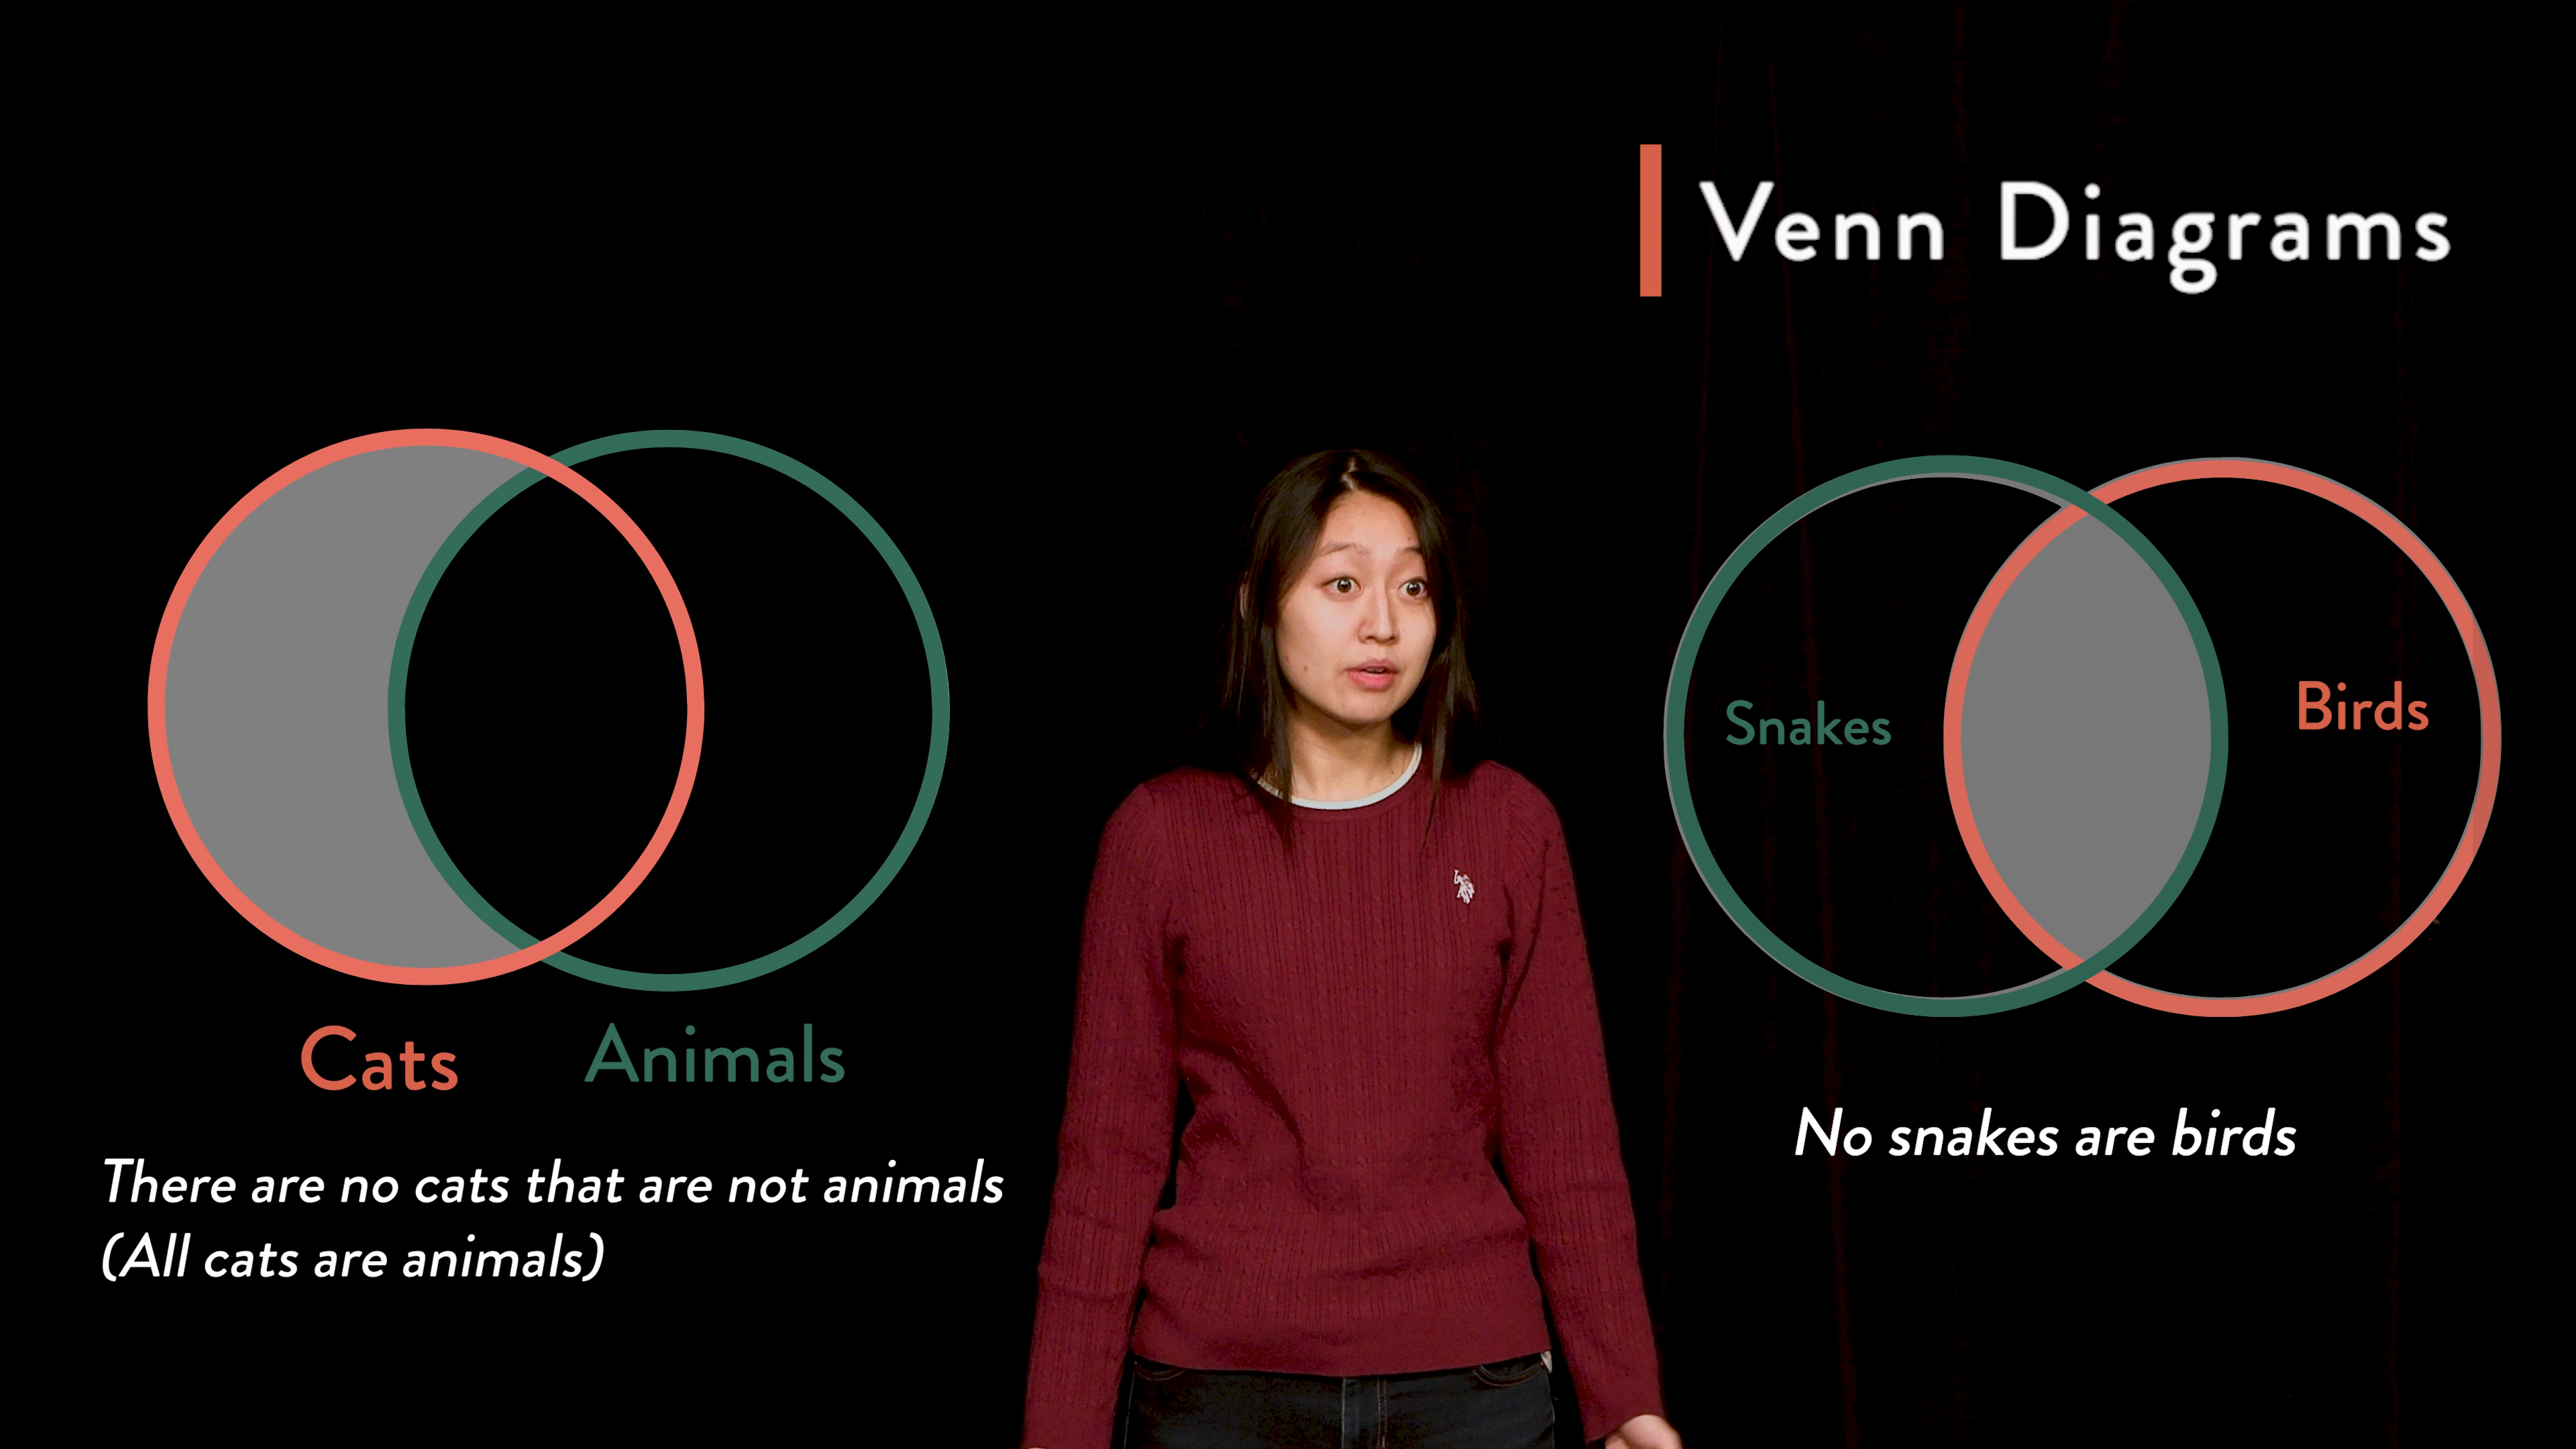 Venn Diagrams
Snakes
Birds
Cats
Animals
There are no cats that are not animals
(All cats are animals)
No snakes are birds